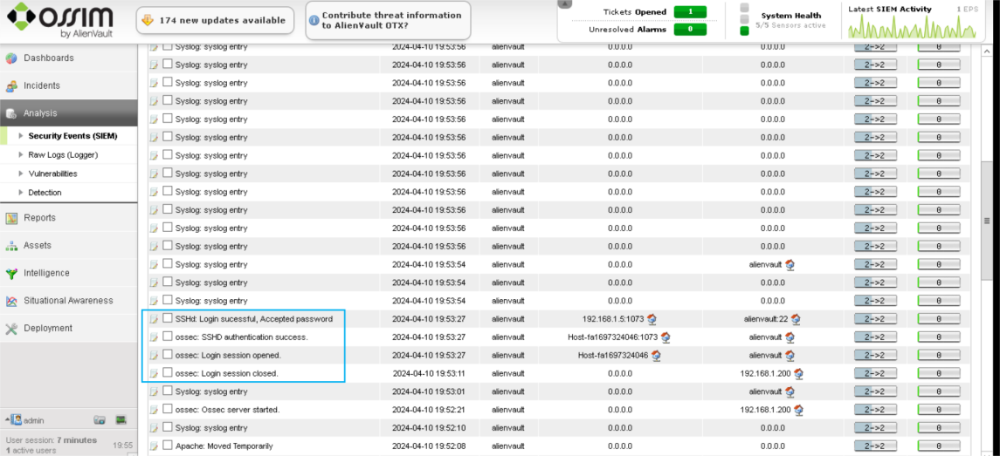 OSSIM
by AlienVault
174 new updates available
Contribute threat information
to AlienVault OTX?
Tickets Opened 1
Unresolved Alarms 0
System Health
5/5 Sensors active
Latest SIEM Activity 1 EPS
Dashboards
Incidents
Analysis
Security Events (SIEM)
Raw Logs (Logger)
Vulnerabilities
Detection
Reports
Assets
Intelligence
Situational Awareness
Deployment
admin
User session: 7 minutes
1 active users
19:55
Syslog: syslog entry 2024-04-10 19:53:56 alienvault 0.0.0.0 0.0.0.0 2->2 0
Syslog: syslog entry 2024-04-10 19:53:56 alienvault 0.0.0.0 0.0.0.0 2->2 0
Syslog: syslog entry 2024-04-10 19:53:56 alienvault 0.0.0.0 0.0.0.0 2->2 0
Syslog: syslog entry 2024-04-10 19:53:56 alienvault 0.0.0.0 0.0.0.0 2->2 0
Syslog: syslog entry 2024-04-10 19:53:56 alienvault 0.0.0.0 0.0.0.0 2->2 0
Syslog: syslog entry 2024-04-10 19:53:56 alienvault 0.0.0.0 0.0.0.0 2->2 0
Syslog: syslog entry 2024-04-10 19:53:56 alienvault 0.0.0.0 0.0.0.0 2->2 0
Syslog: syslog entry 2024-04-10 19:53:56 alienvault 0.0.0.0 0.0.0.0 2->2 0
Syslog: syslog entry 2024-04-10 19:53:56 alienvault 0.0.0.0 0.0.0.0 2->2 0
Syslog: syslog entry 2024-04-10 19:53:56 alienvault 0.0.0.0 0.0.0.0 2->2 0
Syslog: syslog entry 2024-04-10 19:53:56 alienvault 0.0.0.0 0.0.0.0 2->2 0
Syslog: syslog entry 2024-04-10 19:53:56 alienvault 0.0.0.0 0.0.0.0 2->2 0
Syslog: syslog entry 2024-04-10 19:53:54 alienvault 0.0.0.0 alienvault 2->2 0
Syslog: syslog entry 2024-04-10 19:53:54 alienvault 0.0.0.0 0.0.0.0 2->2 0
Syslog: syslog entry 2024-04-10 19:53:54 alienvault 0.0.0.0 0.0.0.0 2->2 0
SSHd: Login sucessful, Accepted password 2024-04-10 19:53:27 alienvault 192.168.1.5:1073 alienvault:22 2->2 0
ossec: SSHD authentication success. 2024-04-10 19:53:27 alienvault Host-fa1697324046:1073 alienvault 2->2 0
ossec: Login session opened. 2024-04-10 19:53:27 alienvault Host-fa1697324046 alienvault 2->2 0
ossec: Login session closed. 2024-04-10 19:53:11 alienvault 0.0.0.0 192.168.1.200 2->2 0
Syslog: syslog entry 2024-04-10 19:53:01 alienvault 0.0.0.0 alienvault 2->2 0
ossec: Ossec server started. 2024-04-10 19:52:21 alienvault 0.0.0.0 192.168.1.200 2->2 0
Syslog: syslog entry 2024-04-10 19:52:10 alienvault 0.0.0.0 0.0.0.0 2->2 0
Apache: Moved Temporarily 2024-04-10 19:52:08 alienvault 0.0.0.0 0.0.0.0 2->2 0